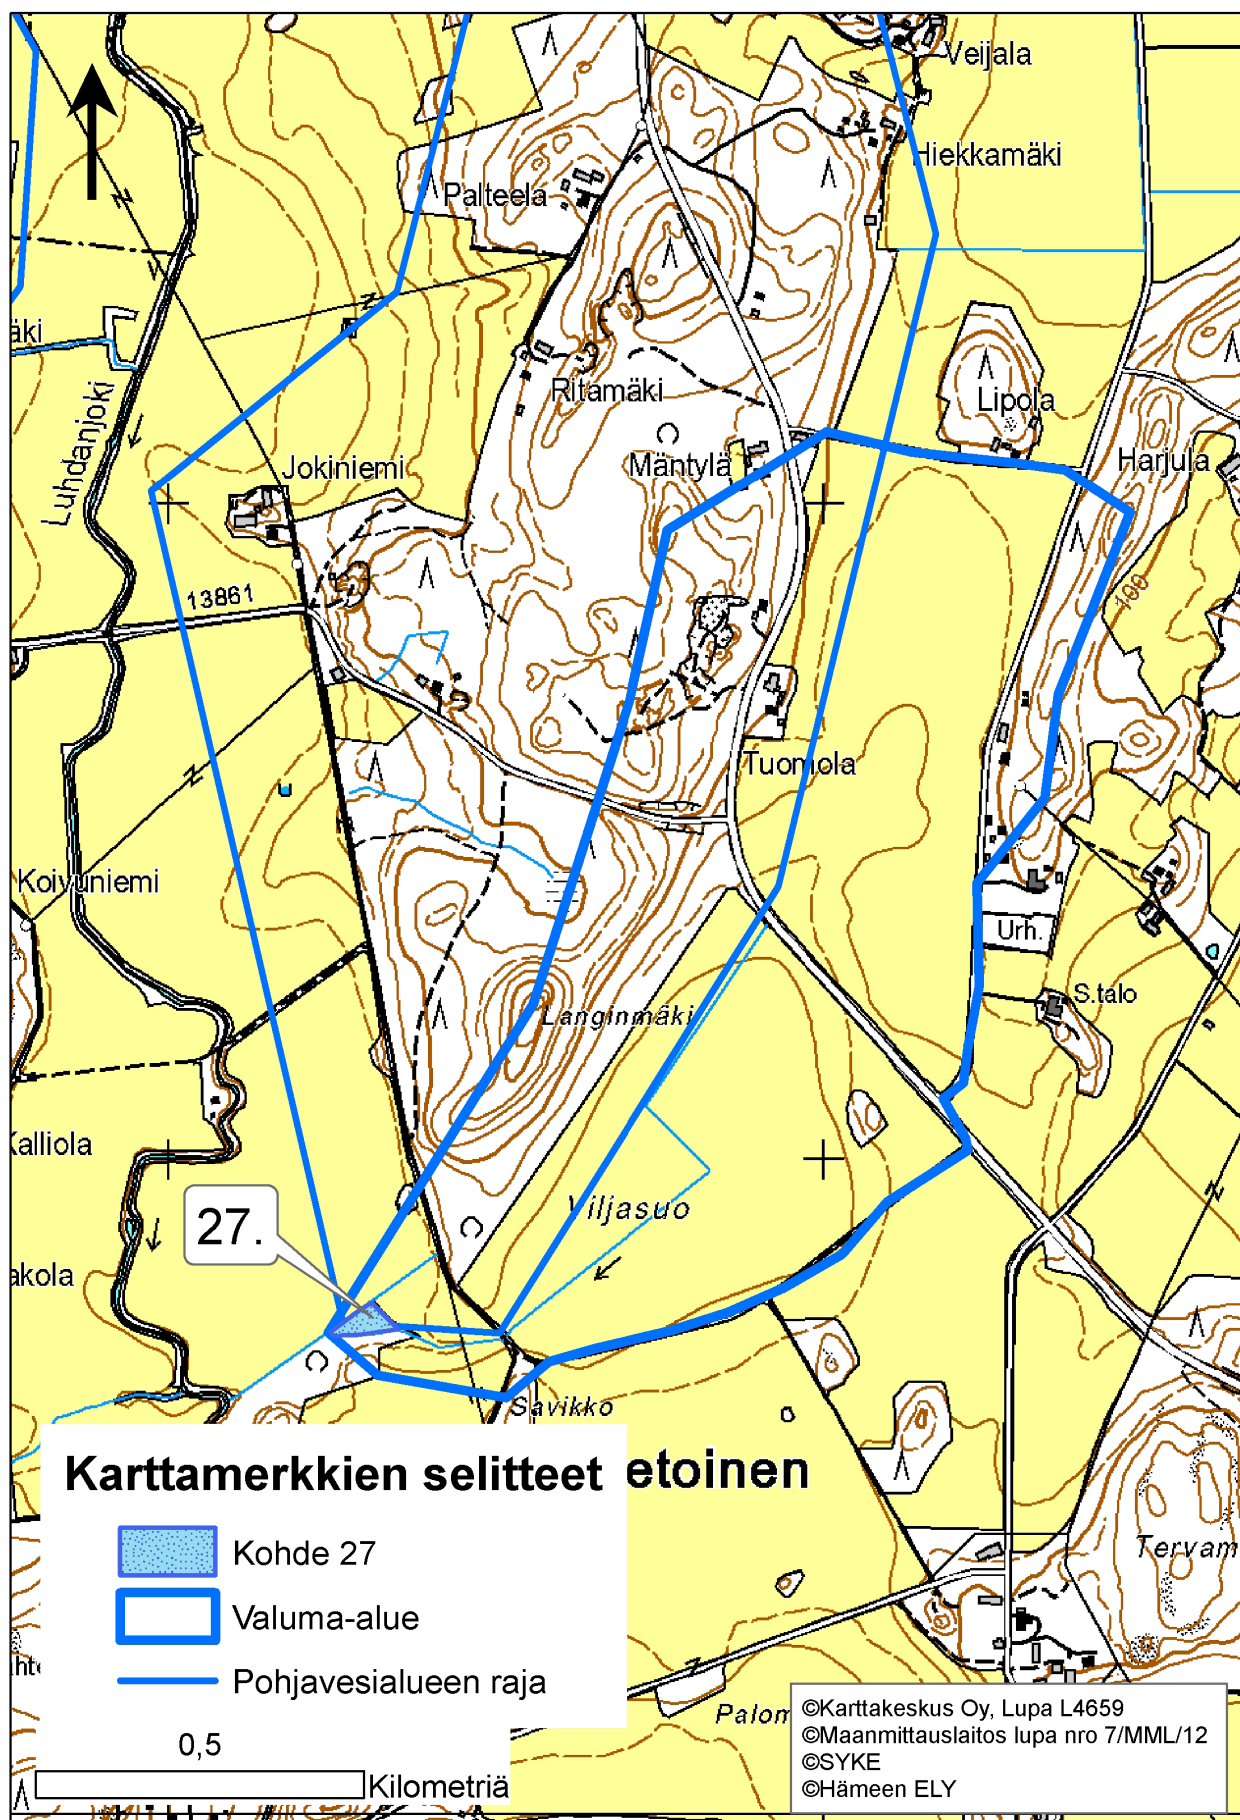 Veijala
Hiekkamäki
Palteela
äki
Ritamäki
Lipola
Luhdanjoki
Jokiniemi
Mäntylä
Harjula
13861
100
Tuomola
Koivuniemi
Urh.
S.talo
Langinmäki
Kalliola
27.
Viljasuo
akola
Savikko
etoinen
Karttamerkkien selitteet
Kohde 27
Valuma-alue
Pohjavesialueen raja
Tervam
Palom
0,5
Kilometriä
©Karttakeskus Oy, Lupa L4659
©Maanmittauslaitos lupa nro 7/MML/12
©SYKE
©Hämeen ELY